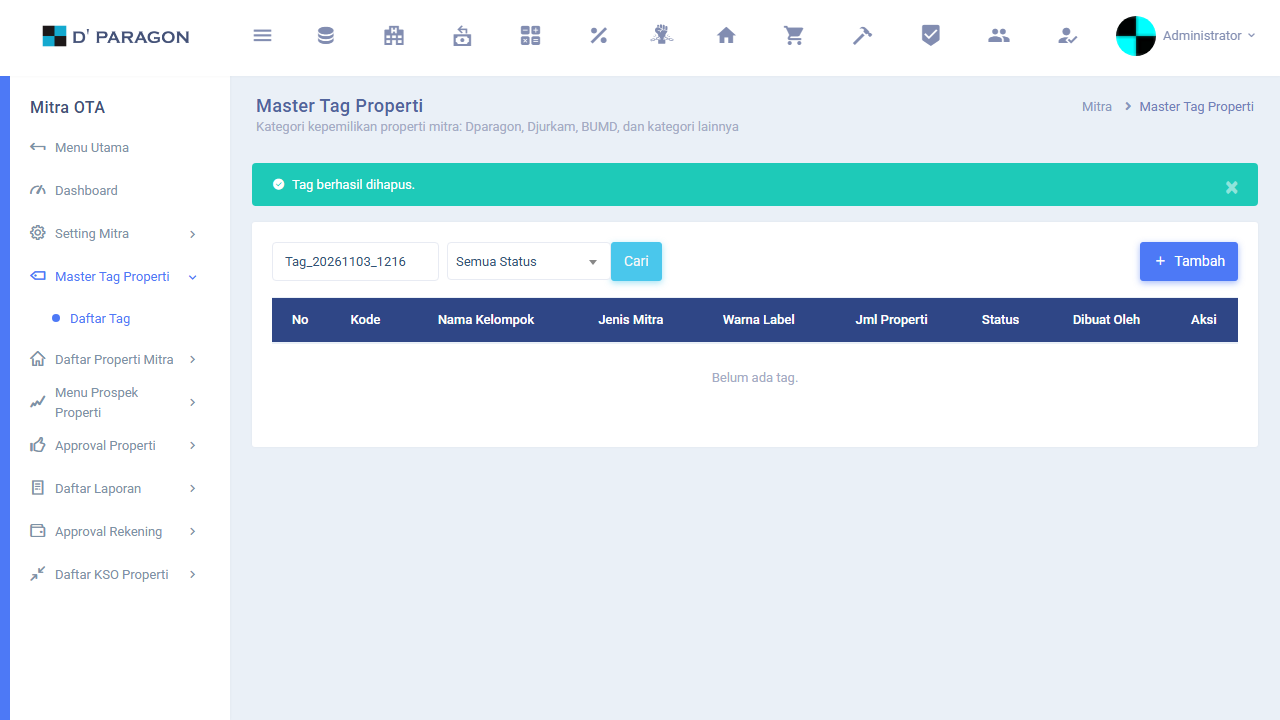 D' PARAGON
Administrator
Mitra OTA
Menu Utama
Dashboard
Setting Mitra
Master Tag Properti
Daftar Tag
Daftar Properti Mitra
Menu Prospek
Properti
Approval Properti
Daftar Laporan
Approval Rekening
Daftar KSO Properti
Master Tag Properti
Kategori kepemilikan properti mitra: Dparagon, Djurkam, BUMD, dan kategori lainnya
Mitra > Master Tag Properti
Tag berhasil dihapus.
×
Tag_20261103_1216 Semua Status Cari + Tambah
No Kode Nama Kelompok Jenis Mitra Warna Label Jml Properti Status Dibuat Oleh Aksi
Belum ada tag.